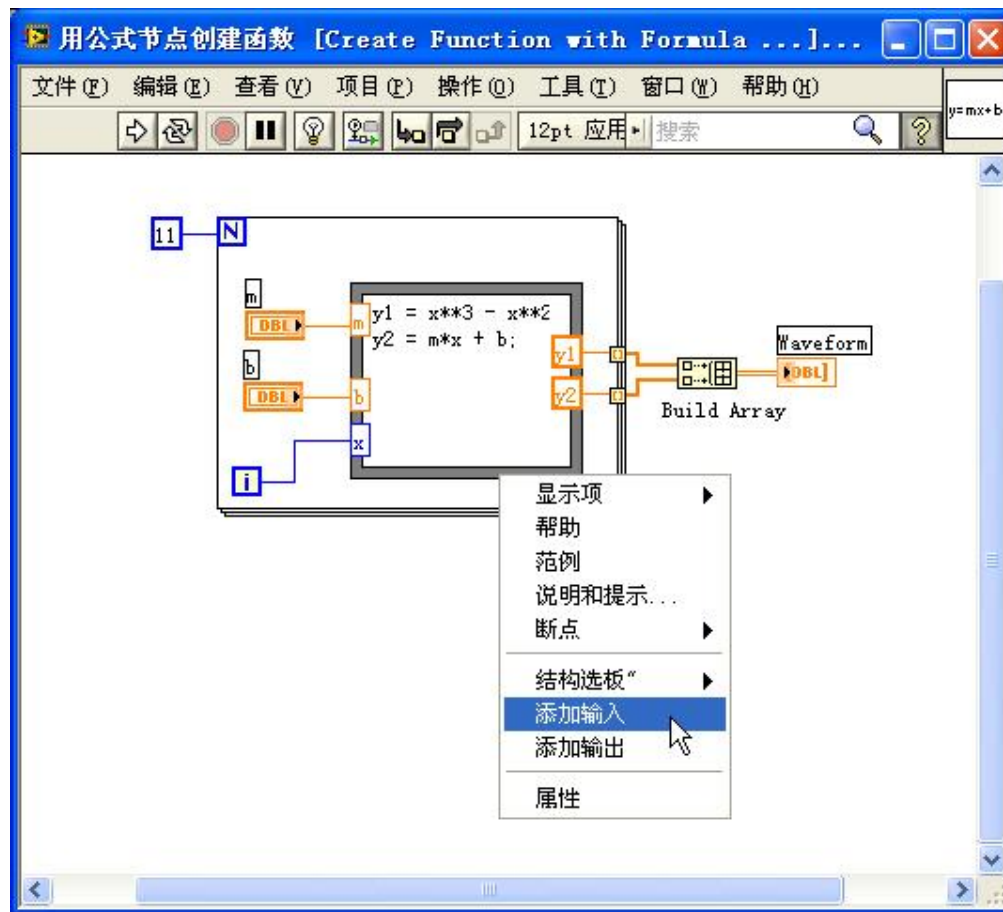 用公式节点创建函数 [Create Function with Formula ...]...
文件(F) 编辑(E) 查看(V) 项目(P) 操作(O) 工具(T) 窗口(W) 帮助(H)
y=mx+b
12pt 应用
搜索
?
11
N
m
DBL
m
y1 = x**3 - x**2
y2 = m*x + b;
y1
Waveform
DBL]
b
DBL
b
y2
Build Array
x
i
显示项
帮助
范例
说明和提示...
断点
结构选板"
添加输入
添加输出
属性